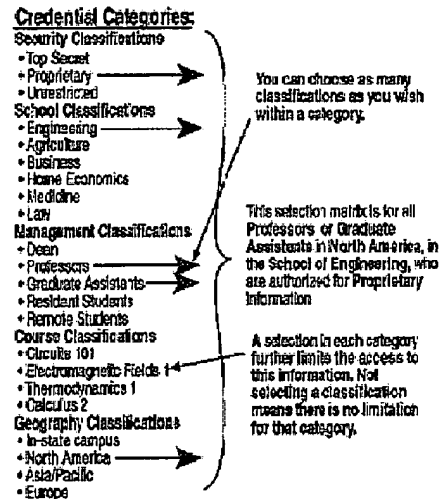 Credential Categories:
Security Classifications
• Top Secret
• Proprietary
• Unrestricted
School Classifications
• Engineering
• Agriculture
• Business
• Home Economics
• Medicine
• Law
Management Classifications
• Dean
• Professors
• Graduate Assistants
• Resident Students
• Remote Students
Course Classifications
• Circuits 101
• Electromagnetic Fields 1
• Thermodynamics 1
• Calculus 2
Geography Classifications
• In-state campus
• North America
• Asia/Pacific
• Europe
You can choose as many
classifications as you wish
within a category.
This selection matrix is for all
Professors or Graduate
Assistants in North America, in
the School of Engineering, who
are authorized for Proprietary
Information
A selection in each category
further limits the access to
this information. Not
selecting a classification
means there is no limitation
for that category.